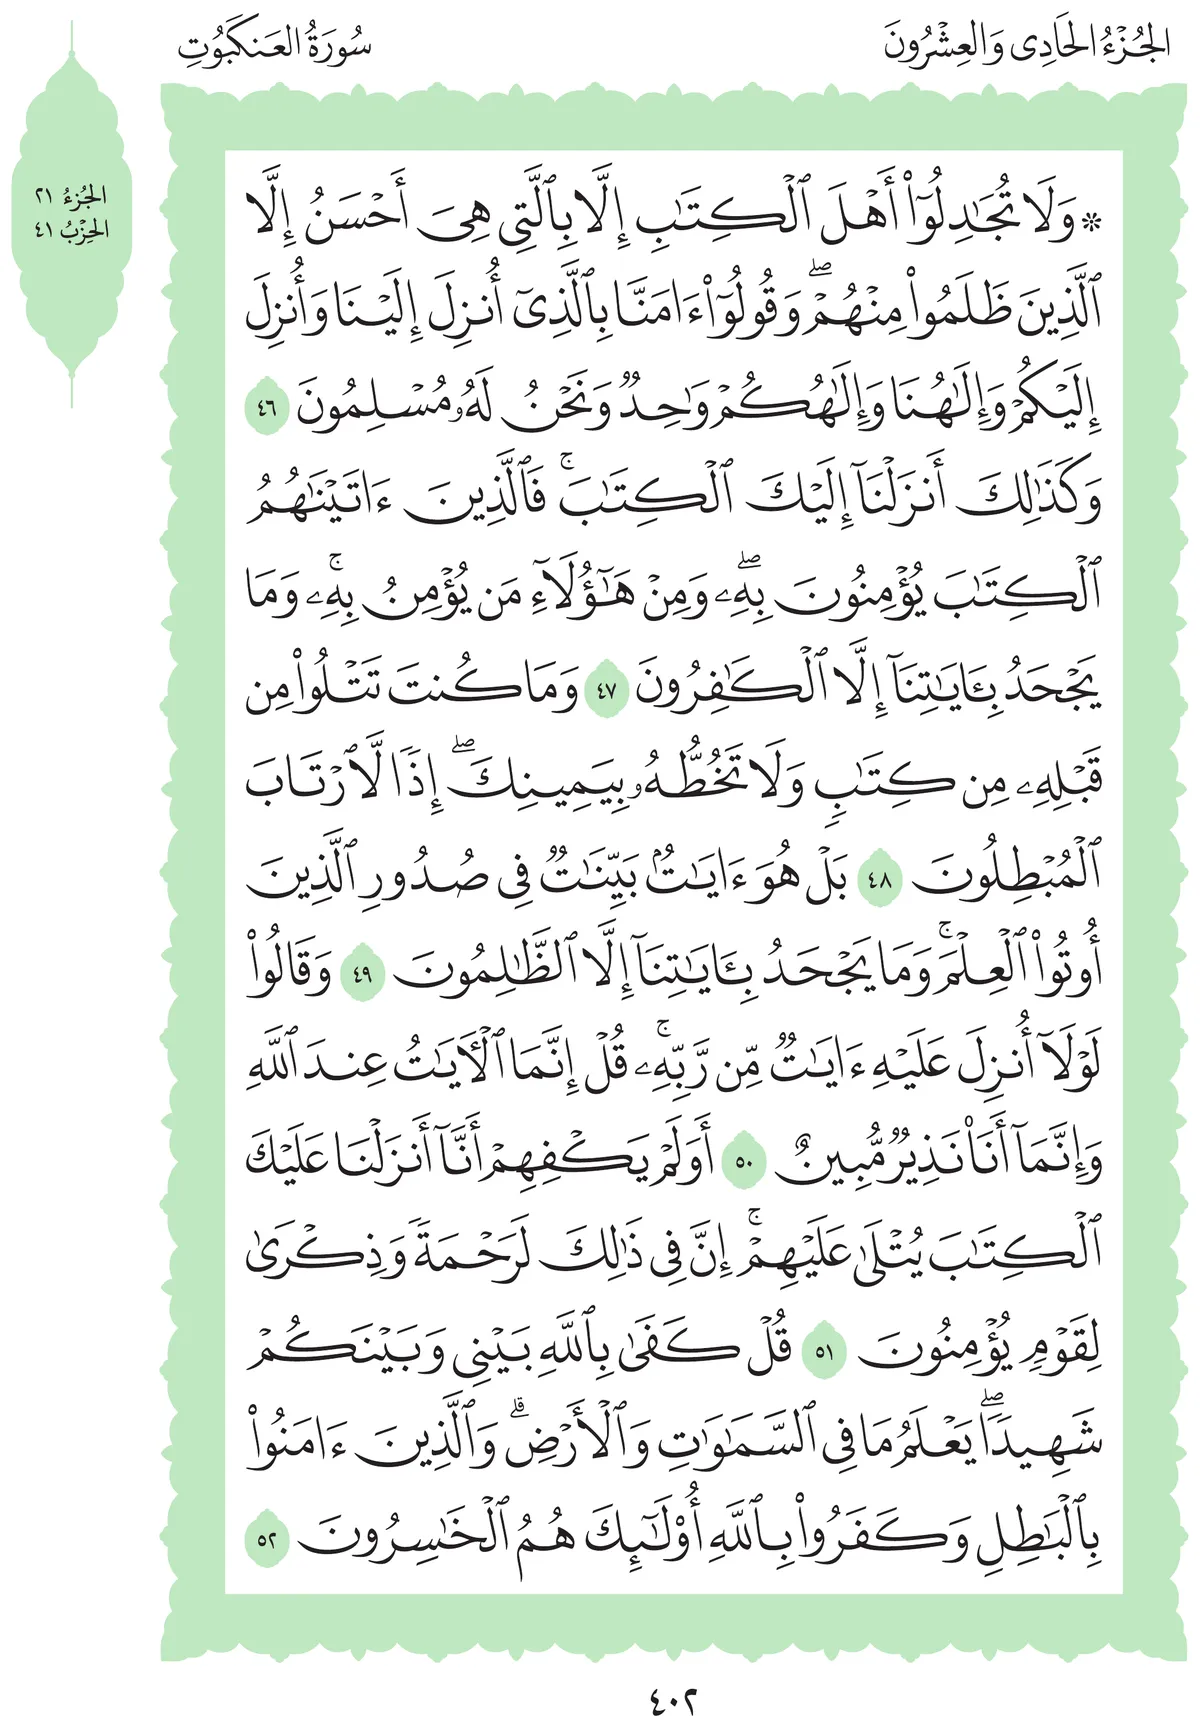 الجُزْءُ الحَادِى وَالعِشْرُونَ
سُورَةُ العَنكَبُوتِ
الجُزْءُ ٢١
الحِزْبُ ٤١
۞ وَلَا تُجَٰدِلُوٓا۟ أَهْلَ ٱلْكِتَٰبِ إِلَّا بِٱلَّتِى هِىَ أَحْسَنُ إِلَّا
ٱلَّذِينَ ظَلَمُوا۟ مِنْهُمْ ۖ وَقُولُوٓا۟ ءَامَنَّا بِٱلَّذِىٓ أُنزِلَ إِلَيْنَا وَأُنزِلَ
إِلَيْكُمْ وَإِلَٰهُنَا وَإِلَٰهُكُمْ وَٰحِدٌ وَنَحْنُ لَهُۥ مُسْلِمُونَ ٤٦
وَكَذَٰلِكَ أَنزَلْنَآ إِلَيْكَ ٱلْكِتَٰبَ ۚ فَٱلَّذِينَ ءَاتَيْنَٰهُمُ
ٱلْكِتَٰبَ يُؤْمِنُونَ بِهِۦ ۖ وَمِنْ هَٰٓؤُلَآءِ مَن يُؤْمِنُ بِهِۦ ۚ وَمَا
يَجْحَدُ بِـَٔايَٰتِنَآ إِلَّا ٱلْكَٰفِرُونَ ٤٧ وَمَا كُنتَ تَتْلُوا۟ مِن
قَبْلِهِۦ مِن كِتَٰبٍ وَلَا تَخُطُّهُۥ بِيَمِينِكَ ۖ إِذًا لَّٱرْتَابَ
ٱلْمُبْطِلُونَ ٤٨ بَلْ هُوَ ءَايَٰتٌۢ بَيِّنَٰتٌ فِى صُدُورِ ٱلَّذِينَ
أُوتُوا۟ ٱلْعِلْمَ ۚ وَمَا يَجْحَدُ بِـَٔايَٰتِنَآ إِلَّا ٱلظَّٰلِمُونَ ٤٩ وَقَالُوا۟
لَوْلَآ أُنزِلَ عَلَيْهِ ءَايَٰتٌ مِّن رَّبِّهِۦ ۚ قُلْ إِنَّمَا ٱلْـَٔايَٰتُ عِندَ ٱللَّهِ
وَإِنَّمَآ أَنَا۠ نَذِيرٌ مُّبِينٌ ٥٠ أَوَلَمْ يَكْفِهِمْ أَنَّآ أَنزَلْنَا عَلَيْكَ
ٱلْكِتَٰبَ يُتْلَىٰ عَلَيْهِمْ ۚ إِنَّ فِى ذَٰلِكَ لَرَحْمَةً وَذِكْرَىٰ
لِقَوْمٍ يُؤْمِنُونَ ٥١ قُلْ كَفَىٰ بِٱللَّهِ بَيْنِى وَبَيْنَكُمْ
شَهِيدًا ۖ يَعْلَمُ مَا فِى ٱلسَّمَٰوَٰتِ وَٱلْأَرْضِ ۗ وَٱلَّذِينَ ءَامَنُوا۟
بِٱلْبَٰطِلِ وَكَفَرُوا۟ بِٱللَّهِ أُو۟لَٰٓئِكَ هُمُ ٱلْخَٰسِرُونَ ٥٢
٤٠٢